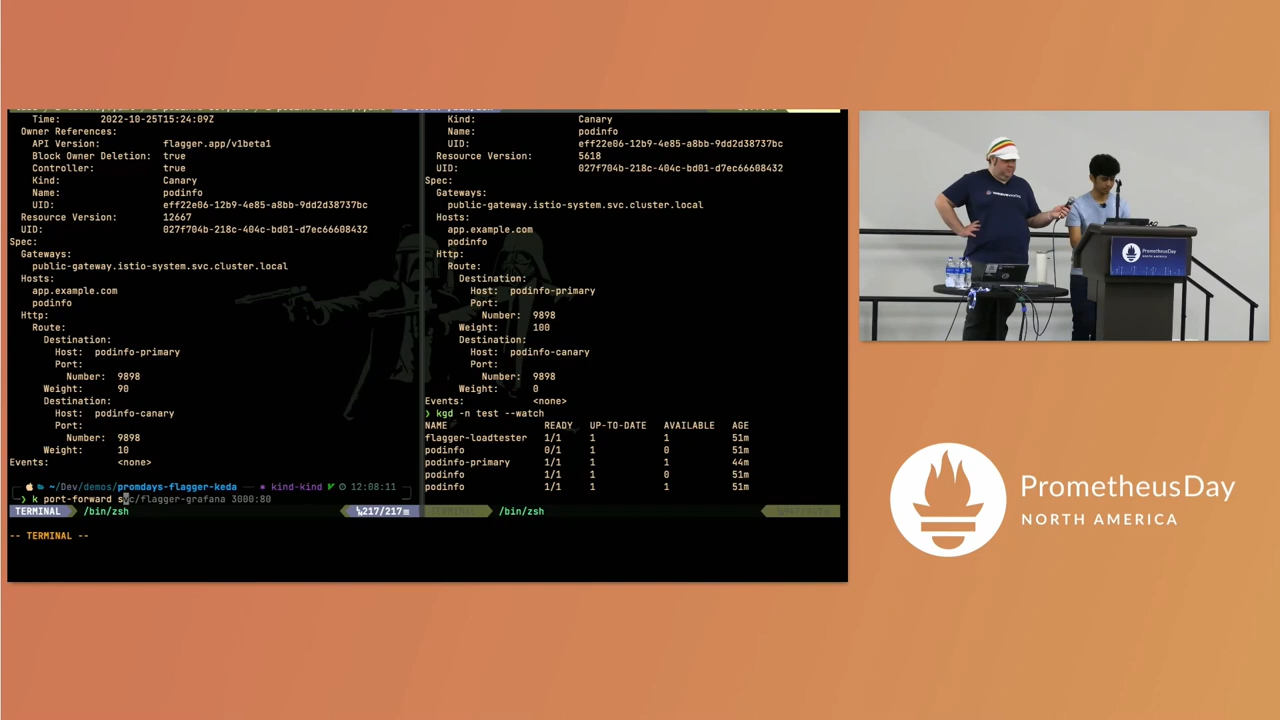 Time: 2022-10-25T15:24:09Z
Owner References:
API Version: flagger.app/v1beta1
Block Owner Deletion: true
Controller: true
Kind: Canary
Name: podinfo
UID: eff22e06-12b9-4e85-a8bb-9dd2d38737bc
Resource Version: 12667
UID: 027f704b-218c-404c-bd01-d7ec66608432
Spec:
Gateways:
public-gateway.istio-system.svc.cluster.local
Hosts:
app.example.com
podinfo
Http:
Route:
Destination:
Host: podinfo-primary
Port:
Number: 9898
Weight: 90
Destination:
Host: podinfo-canary
Port:
Number: 9898
Weight: 10
Events: <none>
~/Dev/demos/promdays-flagger-keda kind-kind 12:08:11
❯ k port-forward svc/flagger-grafana 3000:80
TERMINAL /bin/zsh 217/217
-- TERMINAL --
Kind: Canary
Name: podinfo
UID: eff22e06-12b9-4e85-a8bb-9dd2d38737bc
Resource Version: 5618
UID: 027f704b-218c-404c-bd01-d7ec66608432
Spec:
Gateways:
public-gateway.istio-system.svc.cluster.local
Hosts:
app.example.com
podinfo
Http:
Route:
Destination:
Host: podinfo-primary
Port:
Number: 9898
Weight: 100
Destination:
Host: podinfo-canary
Port:
Number: 9898
Weight: 0
Events: <none>
❯ kgd -n test --watch
NAME READY UP-TO-DATE AVAILABLE AGE
flagger-loadtester 1/1 1 1 51m
podinfo 0/1 1 0 51m
podinfo-primary 1/1 1 1 44m
podinfo 1/1 1 0 51m
podinfo 1/1 1 1 51m
TERMINAL /bin/zsh
PrometheusDay
NORTH AMERICA
PrometheusDay
NORTH AMERICA